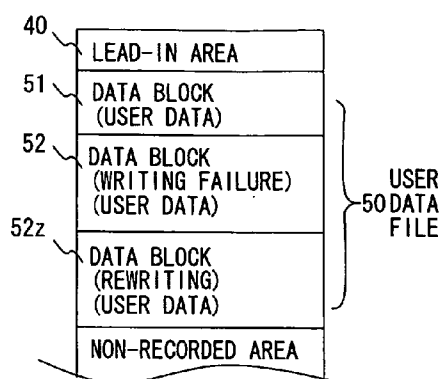 40
LEAD-IN AREA
51
DATA BLOCK
(USER DATA)
52
DATA BLOCK
(WRITING FAILURE)
(USER DATA)
50 USER
DATA
FILE
52z
DATA BLOCK
(REWRITING)
(USER DATA)
NON-RECORDED AREA